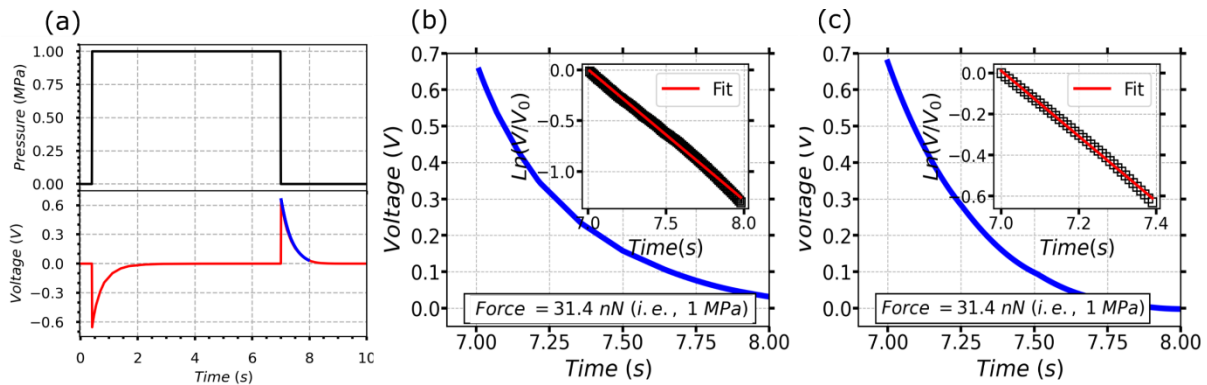 (a)
1.00
0.75
0.50
0.25
0.00
Pressure (MPa)
0.6
0.3
0.0
−0.3
−0.6
Voltage (V)
0 2 4 6 8 10
Time (s)
(b)
0.7
0.6
0.5
0.4
0.3
0.2
0.1
0.0
Voltage (V)
0.0
−0.5
−1.0
Ln(V/V0)
Fit
7.0 7.5 8.0
Time(s)
Force = 31.4 nN (i.e., 1 MPa)
7.00 7.25 7.50 7.75 8.00
Time (s)
(c)
0.7
0.6
0.5
0.4
0.3
0.2
0.1
0.0
Voltage (V)
0.0
−0.2
−0.4
−0.6
Ln(V/V0)
Fit
7.0 7.2 7.4
Time(s)
Force = 31.4 nN (i.e., 1 MPa)
7.00 7.25 7.50 7.75 8.00
Time (s)